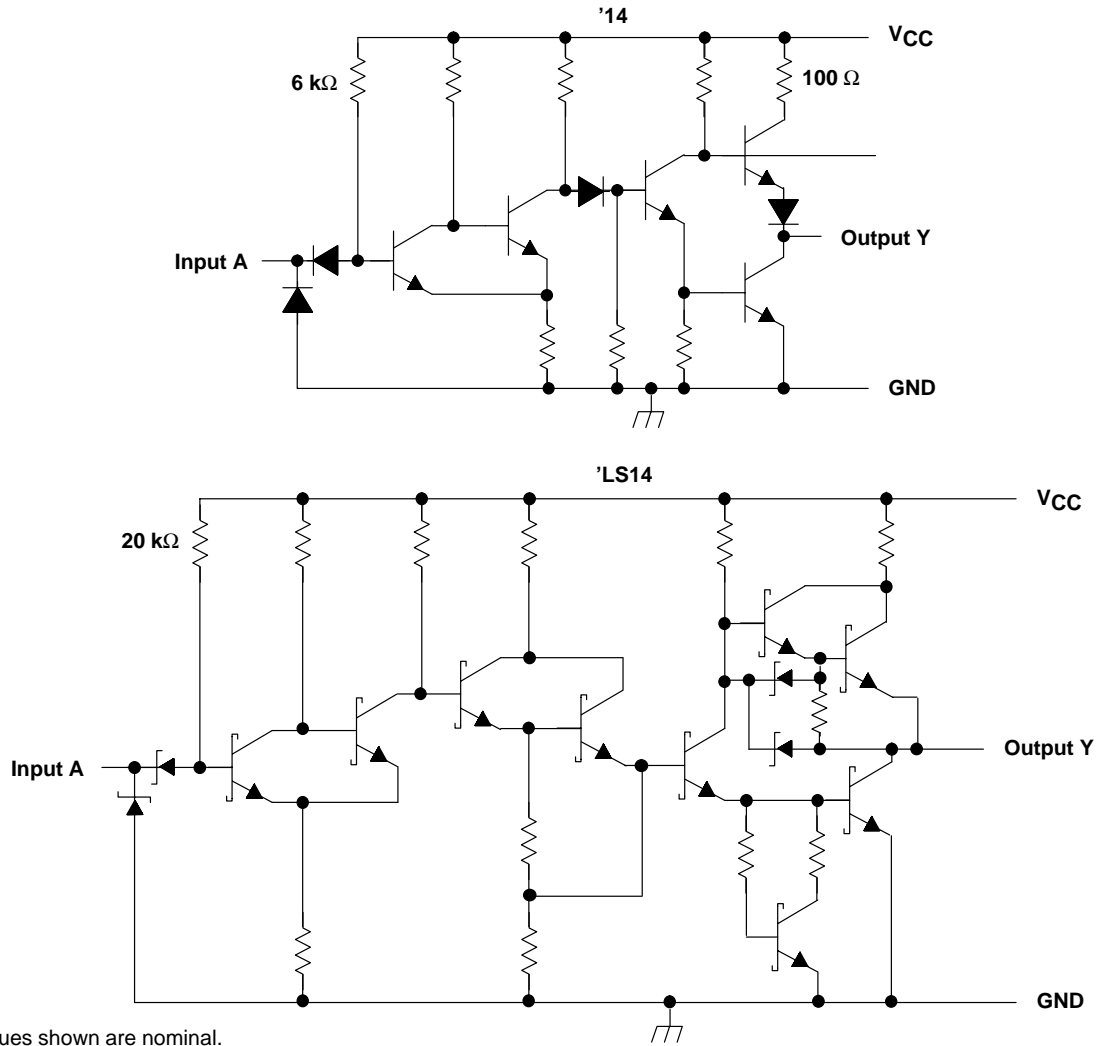 '14
VCC
6 kΩ
100 Ω
Input A
Output Y
GND
'LS14
VCC
20 kΩ
Input A
Output Y
GND
ues shown are nominal.